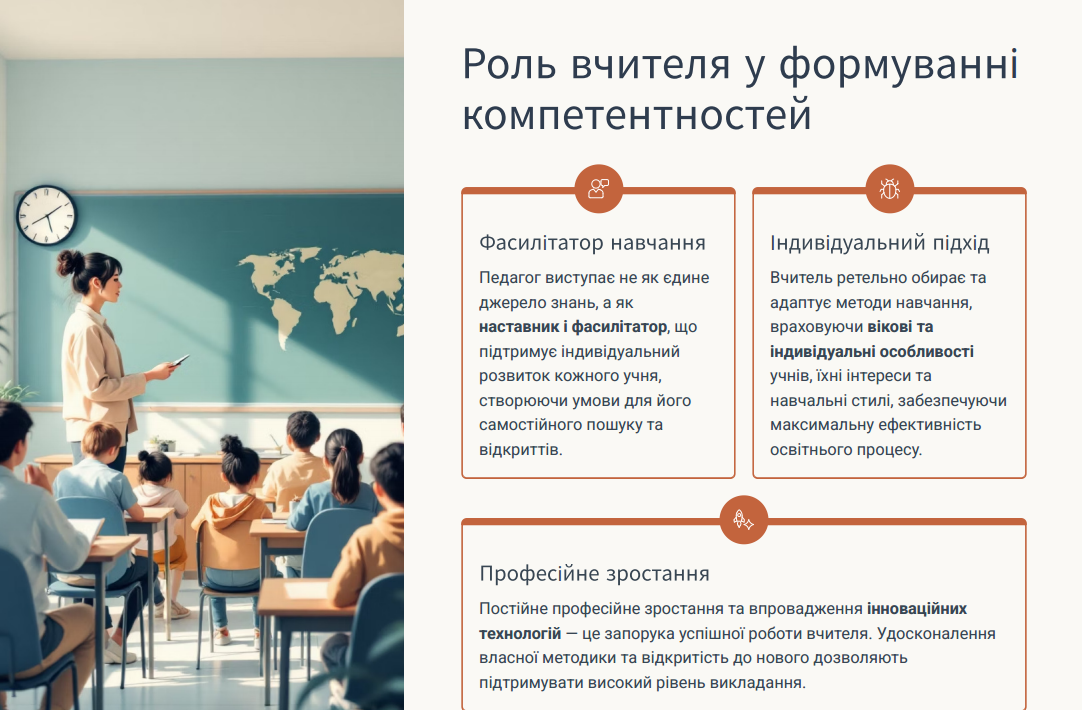 Роль вчителя у формуванні
компетентностей
Фасилітатор навчання
Педагог виступає не як єдине
джерело знань, а як
наставник і фасилітатор, що
підтримує індивідуальний
розвиток кожного учня,
створюючи умови для його
самостійного пошуку та
відкриттів.
Індивідуальний підхід
Вчитель ретельно обирає та
адаптує методи навчання,
враховуючи вікові та
індивідуальні особливості
учнів, їхні інтереси та
навчальні стилі, забезпечуючи
максимальну ефективність
освітнього процесу.
Професійне зростання
Постійне професійне зростання та впровадження інноваційних
технологій — це запорука успішної роботи вчителя. Удосконалення
власної методики та відкритість до нового дозволяють
підтримувати високий рівень викладання.